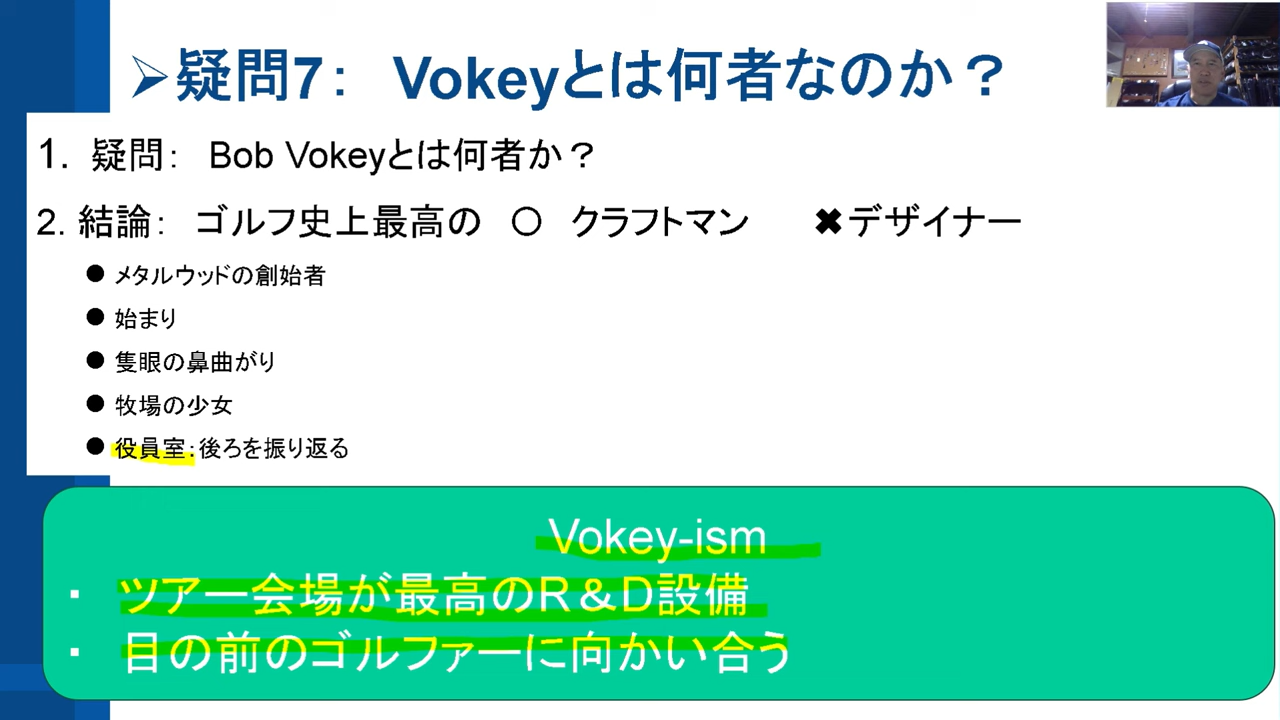 ➢疑問7： Vokeyとは何者なのか？
1. 疑問： Bob Vokeyとは何者か？
2. 結論： ゴルフ史上最高の ○ クラフトマン ✖デザイナー
● メタルウッドの創始者
● 始まり
● 隻眼の鼻曲がり
● 牧場の少女
● 役員室：後ろを振り返る
Vokey-ism
・ ツアー会場が最高のR＆D設備
・ 目の前のゴルファーに向かい合う